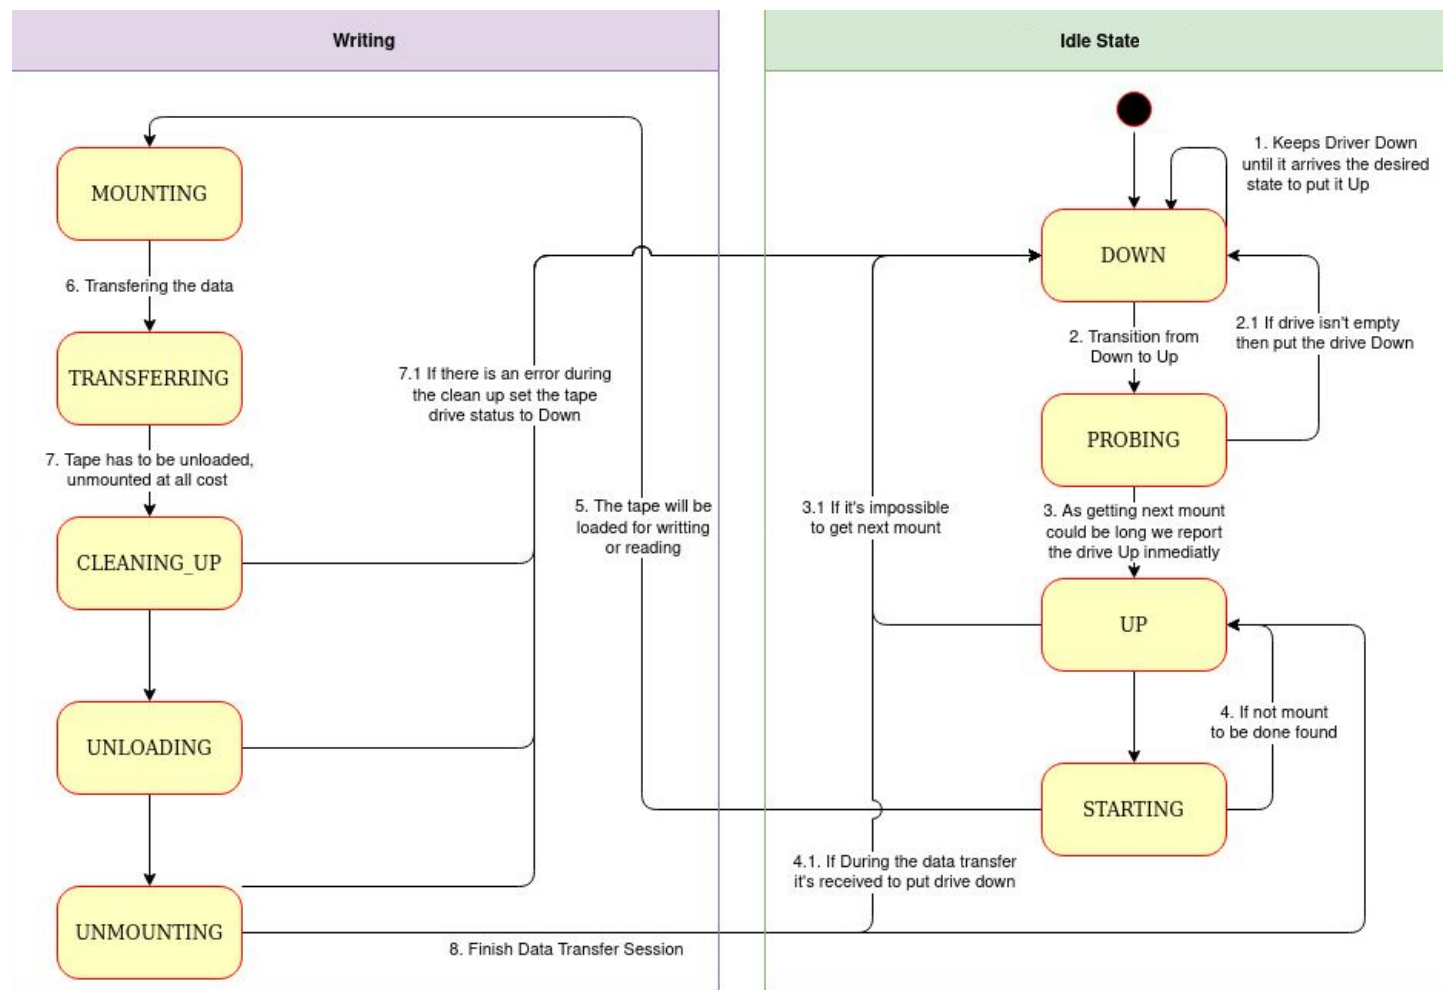 Writing
Idle State
1. Keeps Driver Down
until it arrives the desired
state to put it Up
MOUNTING
DOWN
6. Transfering the data
2. Transition from
Down to Up
2.1 If drive isn't empty
then put the drive Down
TRANSFERRING
7.1 If there is an error during
the clean up set the tape
drive status to Down
PROBING
7. Tape has to be unloaded,
unmounted at all cost
5. The tape will be
loaded for writting
or reading
3.1 If it's impossible
to get next mount
3. As getting next mount
could be long we report
the drive Up inmediatly
CLEANING_UP
UP
4. If not mount
to be done found
UNLOADING
STARTING
4.1. If During the data transfer
it's received to put drive down
UNMOUNTING
8. Finish Data Transfer Session